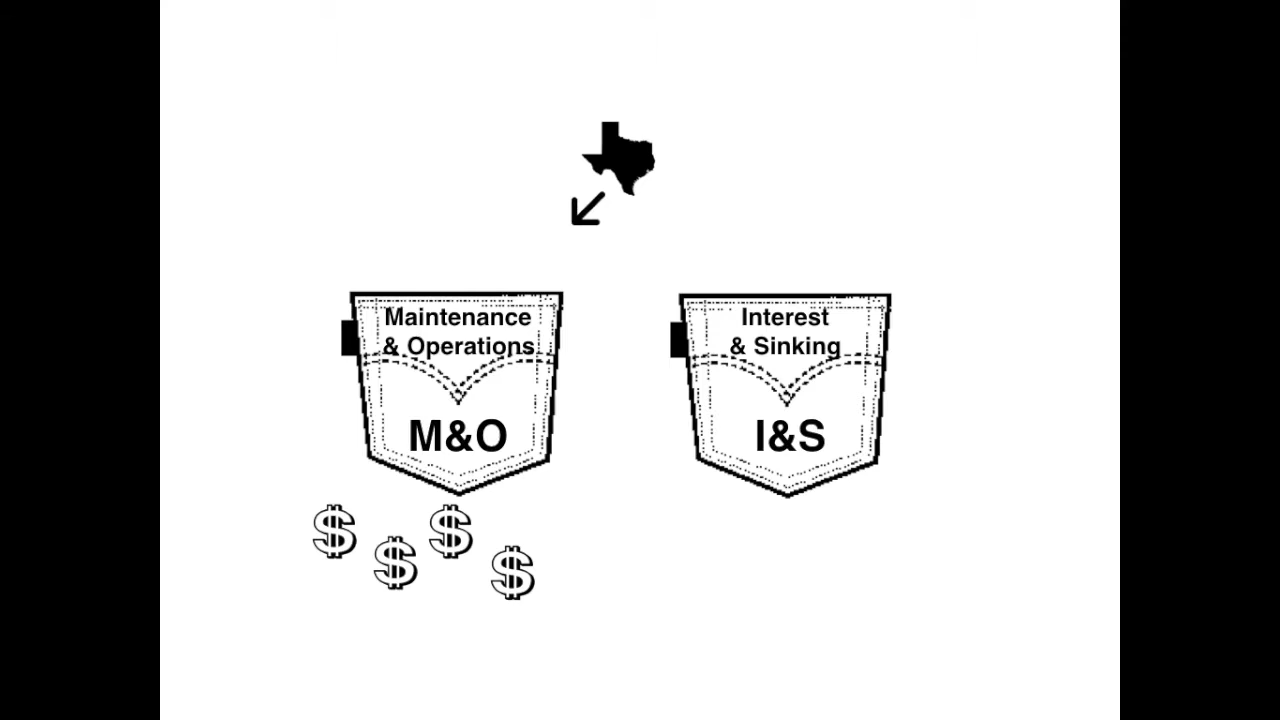 Maintenance
& Operations
M&O
Interest
& Sinking
I&S
$ $ $ $